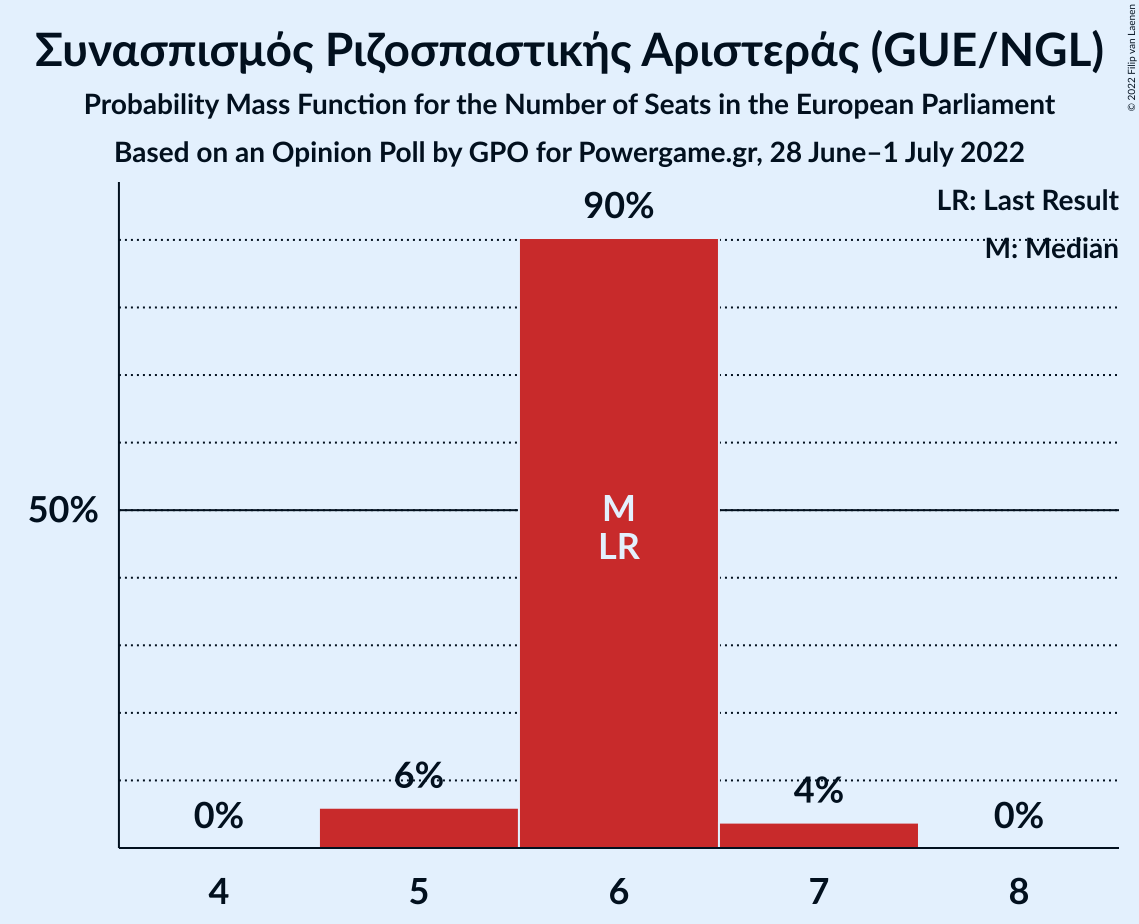 Συνασπισμός Ριζοσπαστικής Αριστεράς (GUE/NGL)
Probability Mass Function for the Number of Seats in the European Parliament
Based on an Opinion Poll by GPO for Powergame.gr, 28 June–1 July 2022
© 2022 Filip van Laenen
LR: Last Result
M: Median
90%
50%
M
LR
0%
6%
4%
0%
4
5
6
7
8